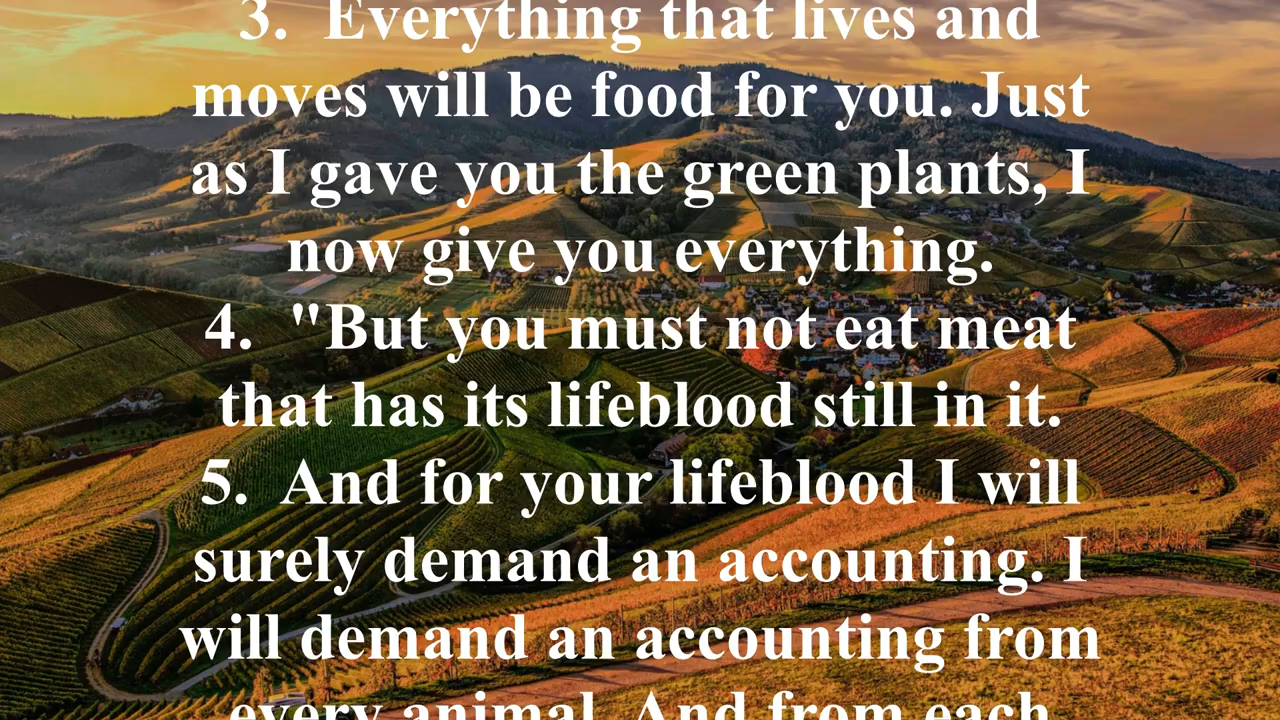 3. Everything that lives and
moves will be food for you. Just
as I gave you the green plants, I
now give you everything.
4. "But you must not eat meat
that has its lifeblood still in it.
5. And for your lifeblood I will
surely demand an accounting. I
will demand an accounting from
every animal. And from each